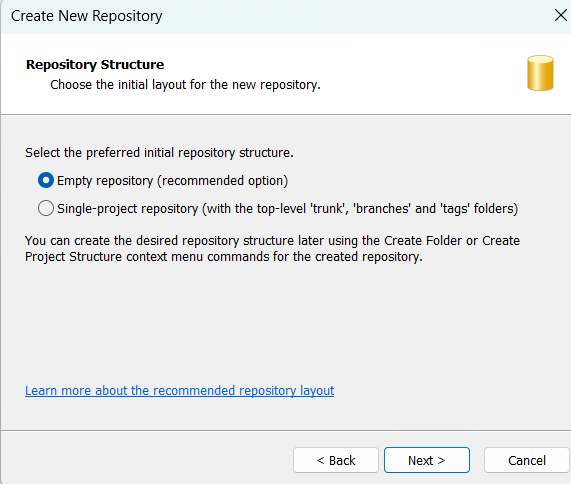 Create New Repository
Repository Structure
Choose the initial layout for the new repository.
Select the preferred initial repository structure.
Empty repository (recommended option)
Single-project repository (with the top-level 'trunk', 'branches' and 'tags' folders)
You can create the desired repository structure later using the Create Folder or Create
Project Structure context menu commands for the created repository.
Learn more about the recommended repository layout
< Back
Next >
Cancel